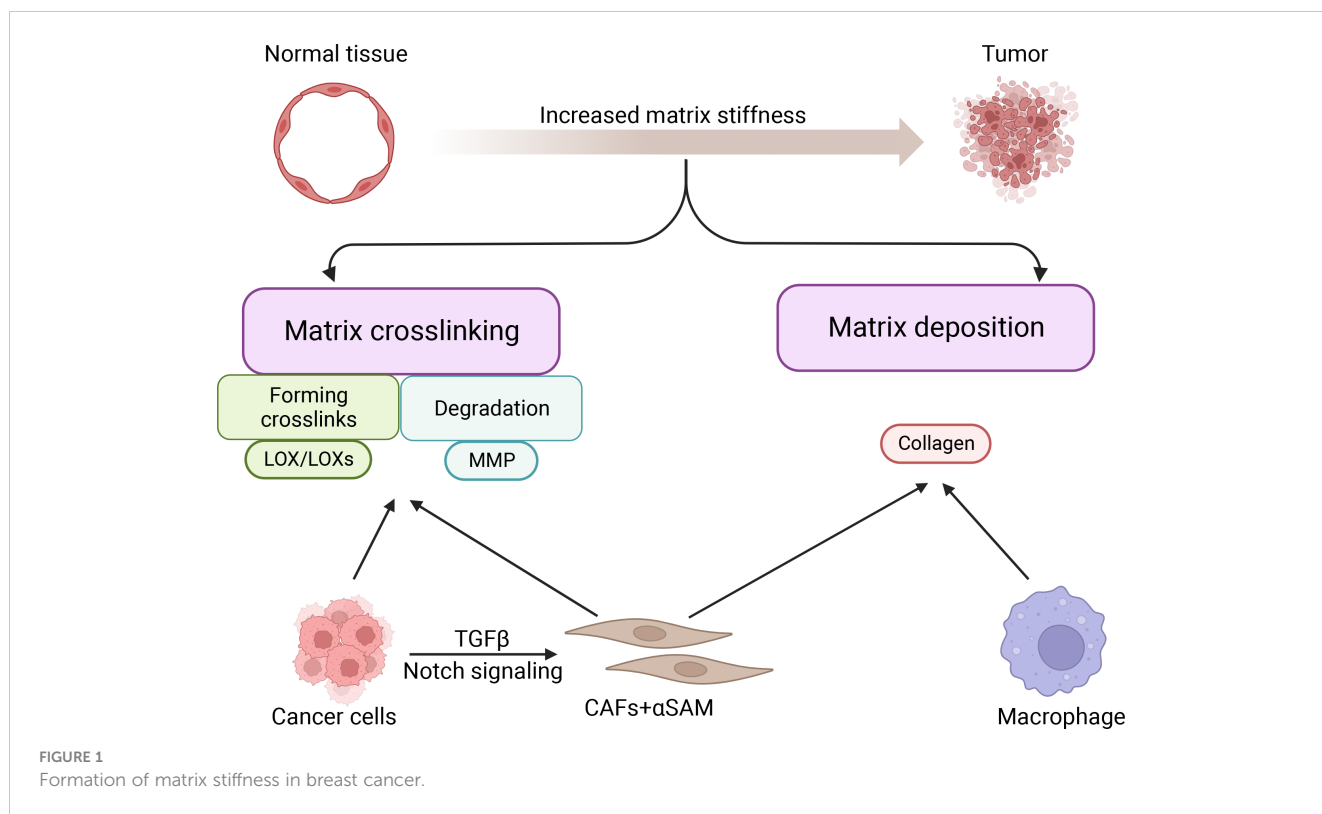 Normal tissue
Tumor
Increased matrix stiffness
Matrix crosslinking
Matrix deposition
Forming
crosslinks
Degradation
LOX/LOXs
MMP
Collagen
TGFβ
Notch signaling
Cancer cells
CAFs+αSAM
Macrophage
FIGURE 1
Formation of matrix stiffness in breast cancer.